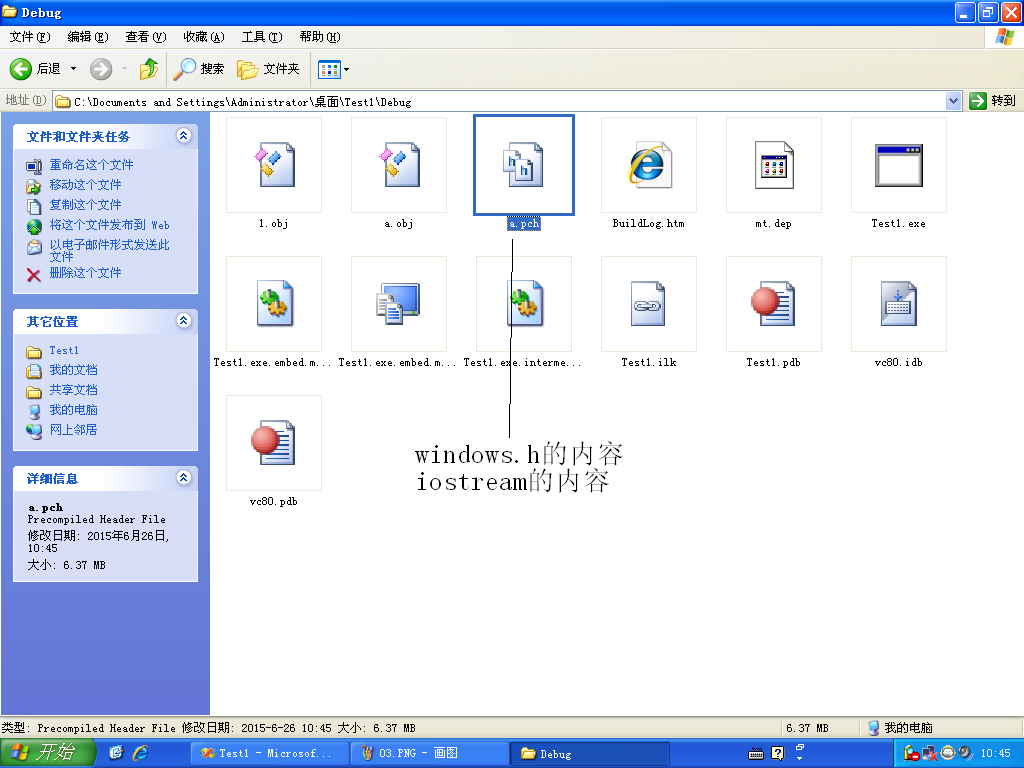 Debug
文件(F) 编辑(E) 查看(V) 收藏(A) 工具(T) 帮助(H)
后退 搜索 文件夹
地址(D) C:\Documents and Settings\Administrator\桌面\Test1\Debug 转到
文件和文件夹任务
重命名这个文件
移动这个文件
复制这个文件
将这个文件发布到 Web
以电子邮件形式发送此
文件
删除这个文件
其它位置
Test1
我的文档
共享文档
我的电脑
网上邻居
详细信息
a.pch
Precompiled Header File
修改日期: 2015年6月26日,
10:45
大小: 6.37 MB
1.obj a.obj a.pch BuildLog.htm mt.dep Test1.exe
Test1.exe.embed.m... Test1.exe.embed.m... Test1.exe.interme... Test1.ilk Test1.pdb vc80.idb
vc80.pdb
windows.h的内容
iostream的内容
类型: Precompiled Header File 修改日期: 2015-6-26 10:45 大小: 6.37 MB 6.37 MB 我的电脑
开始 Test1 - Microsof... 03.PNG - 画图 Debug 10:45